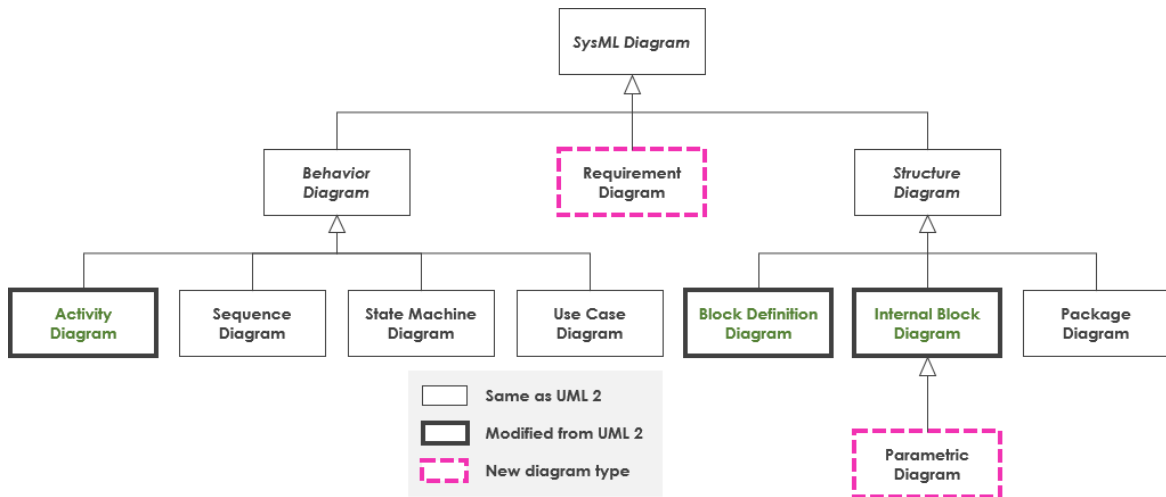 SysML Diagram
Behavior
Diagram
Requirement
Diagram
Structure
Diagram
Activity
Diagram
Sequence
Diagram
State Machine
Diagram
Use Case
Diagram
Block Definition
Diagram
Internal Block
Diagram
Package
Diagram
Same as UML 2
Modified from UML 2
New diagram type
Parametric
Diagram